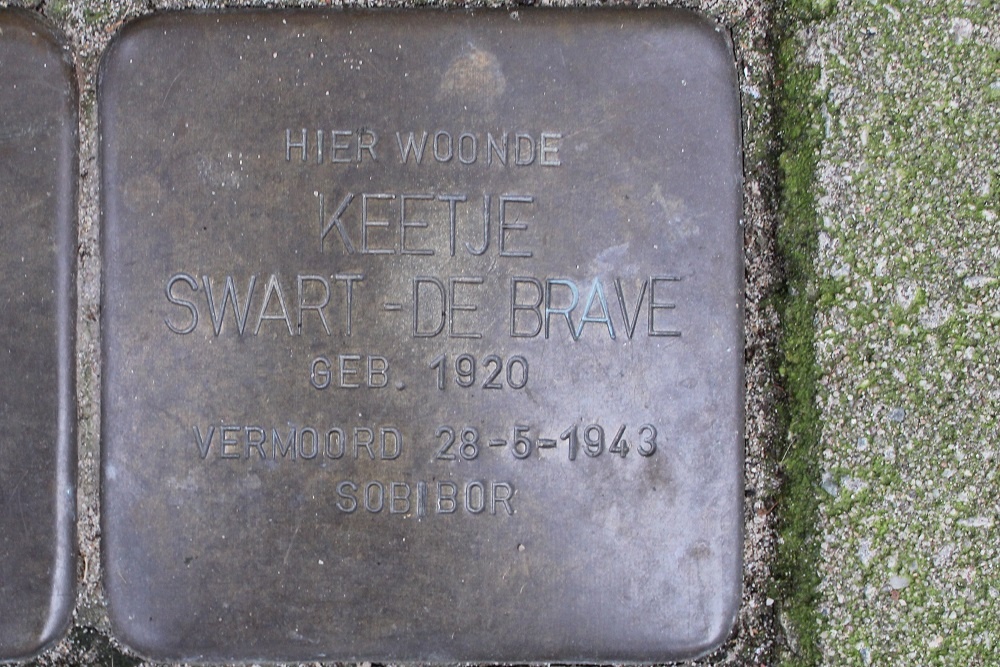 HIER WOONDE
KEETJE
SWART-DE BRAVE
GEB. 1920
VERMOORD 28-5-1943
SOBIBOR